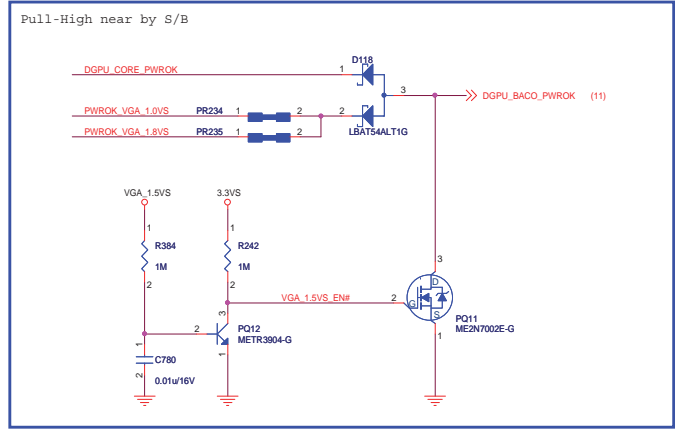 Pull-High near by S/B
D118
DGPU_CORE_PWROK 1
3 DGPU_BACO_PWROK (11)
PWROK_VGA_1.0VS 1 PR234 2 2
PWROK_VGA_1.8VS 1 PR235 2 LBAT54ALT1G
VGA_1.5VS 3.3VS
1 1
R384 R242
1M 1M
3
2 2
D
VGA_1.5VS_EN# 2 G
3 S
2 PQ12 PQ11
METR3904-G ME2N7002E-G
1 1 1
C780
2 0.01u/16V